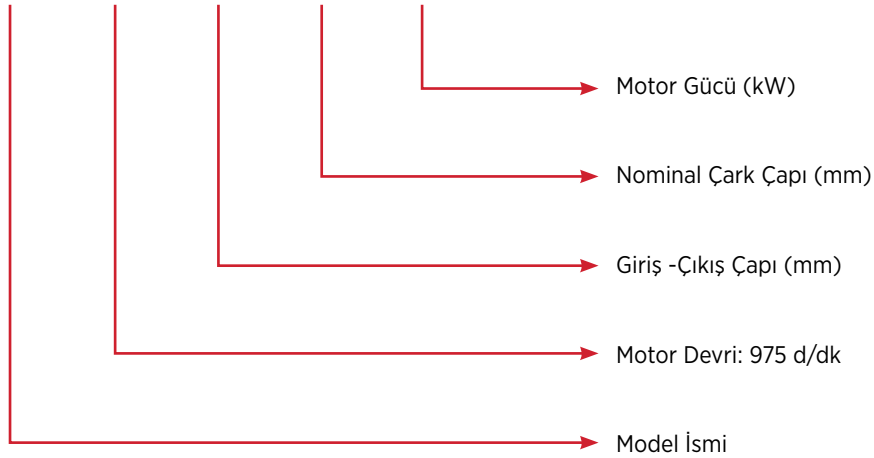 Motor Gücü (kW)
Nominal Çark Çapı (mm)
Giriş -Çıkış Çapı (mm)
Motor Devri: 975 d/dk
Model İsmi